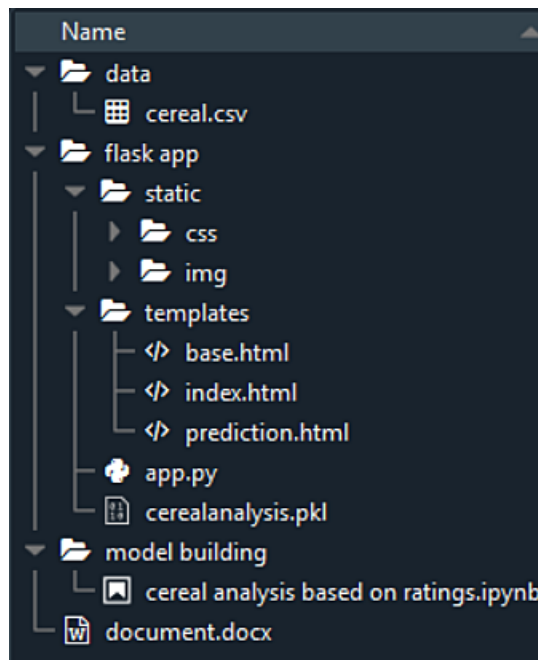 Name
data
cereal.csv
flask app
static
css
img
templates
base.html
index.html
prediction.html
app.py
cerealanalysis.pkl
model building
cereal analysis based on ratings.ipynb
document.docx